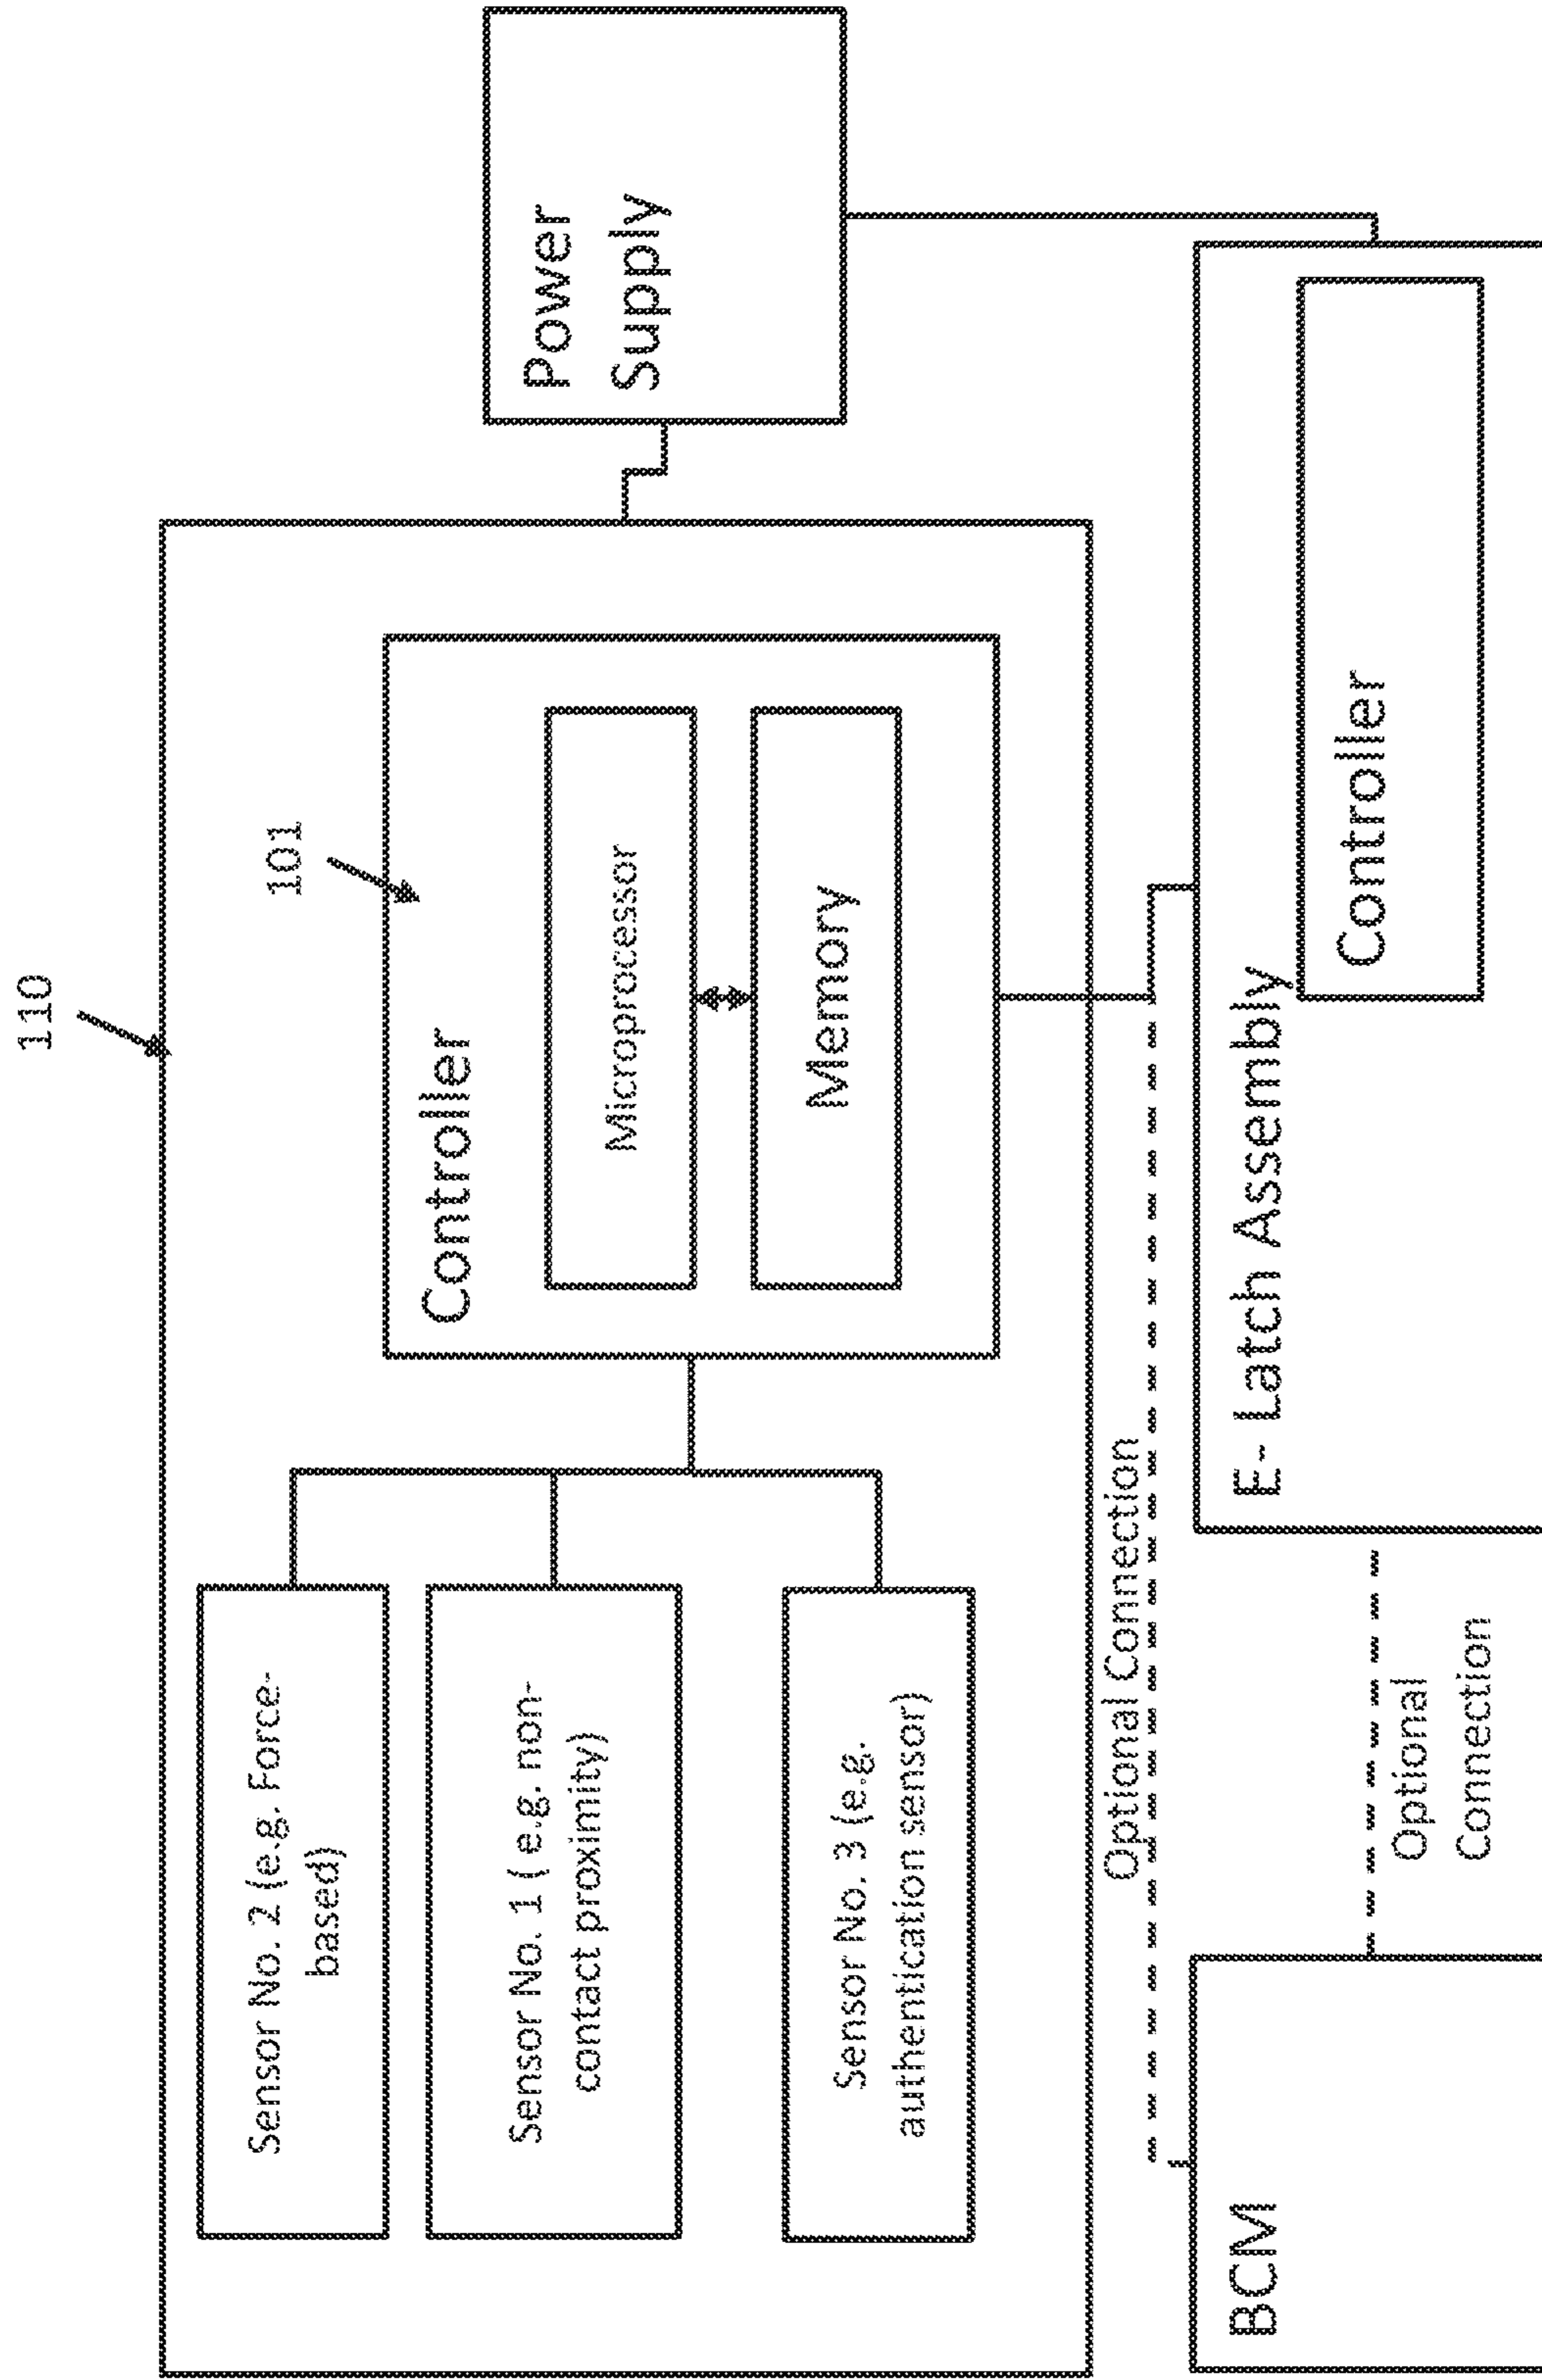 110
101
Sensor No. 2 (e.g. Force-
based)
Sensor No. 1 ( e.g. non-
contact proximity)
Sensor No. 3 (e.g.
authentication sensor)
Controller
Microprocessor
Memory
Power
Supply
Optional Connection
BCM
Optional
Connection
E- Latch Assembly
Controller